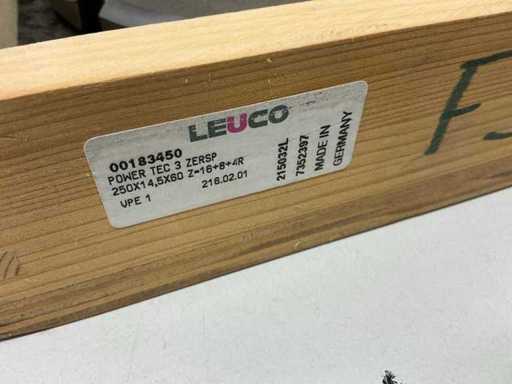 LEUCO
00183450
POWER TEC 3 ZERSP
250X14,5X60 Z=16+8+4R
VPE 1 216.02.01
215032L
7352397
MADE IN
GERMANY